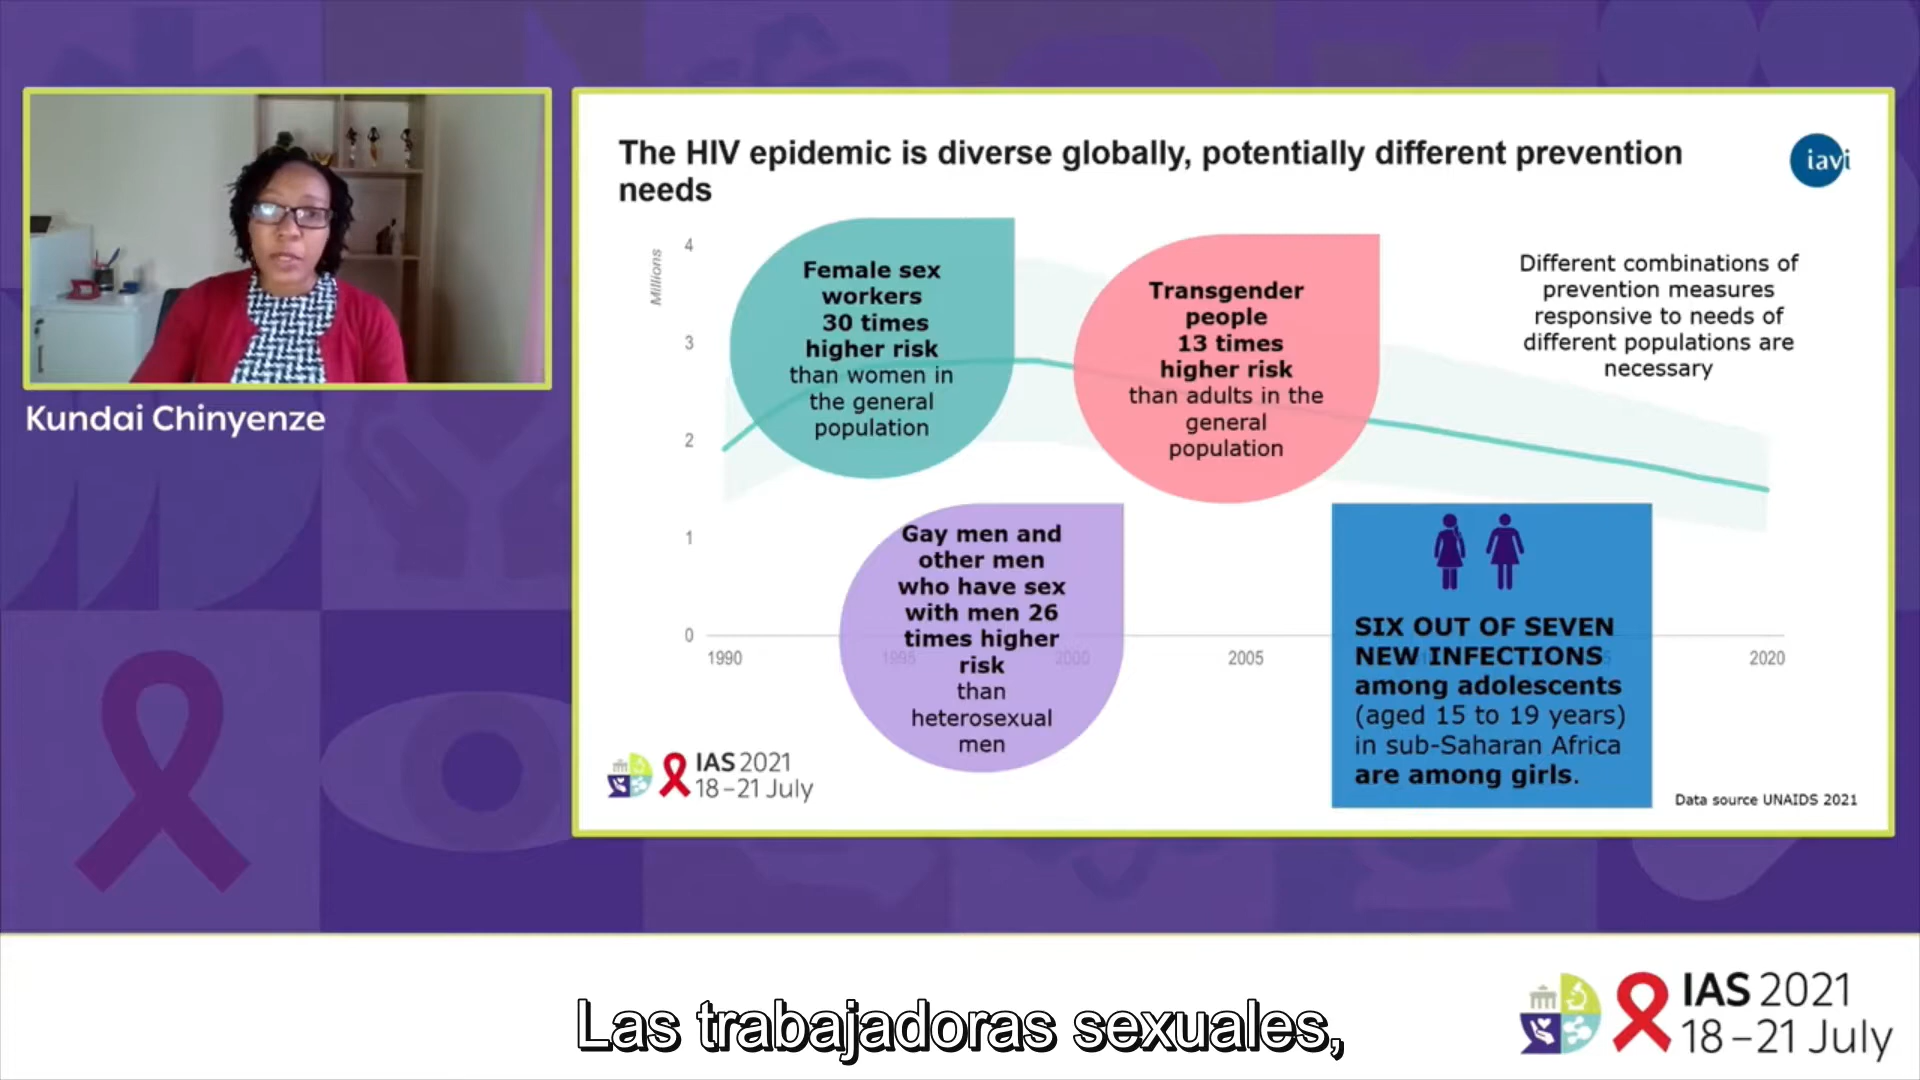 Kundai Chinyenze
The HIV epidemic is diverse globally, potentially different prevention
needs
iavi
Millions
4
3
2
1
0
1990
1995
2000
2005
2020
Female sex
workers
30 times
higher risk
than women in
the general
population
Transgender
people
13 times
higher risk
than adults in the
general
population
Different combinations of
prevention measures
responsive to needs of
different populations are
necessary
Gay men and
other men
who have sex
with men 26
times higher
risk
than
heterosexual
men
SIX OUT OF SEVEN
NEW INFECTIONS
among adolescents
(aged 15 to 19 years)
in sub-Saharan Africa
are among girls.
IAS 2021
18–21 July
Data source UNAIDS 2021
Las trabajadoras sexuales,
IAS 2021
18–21 July